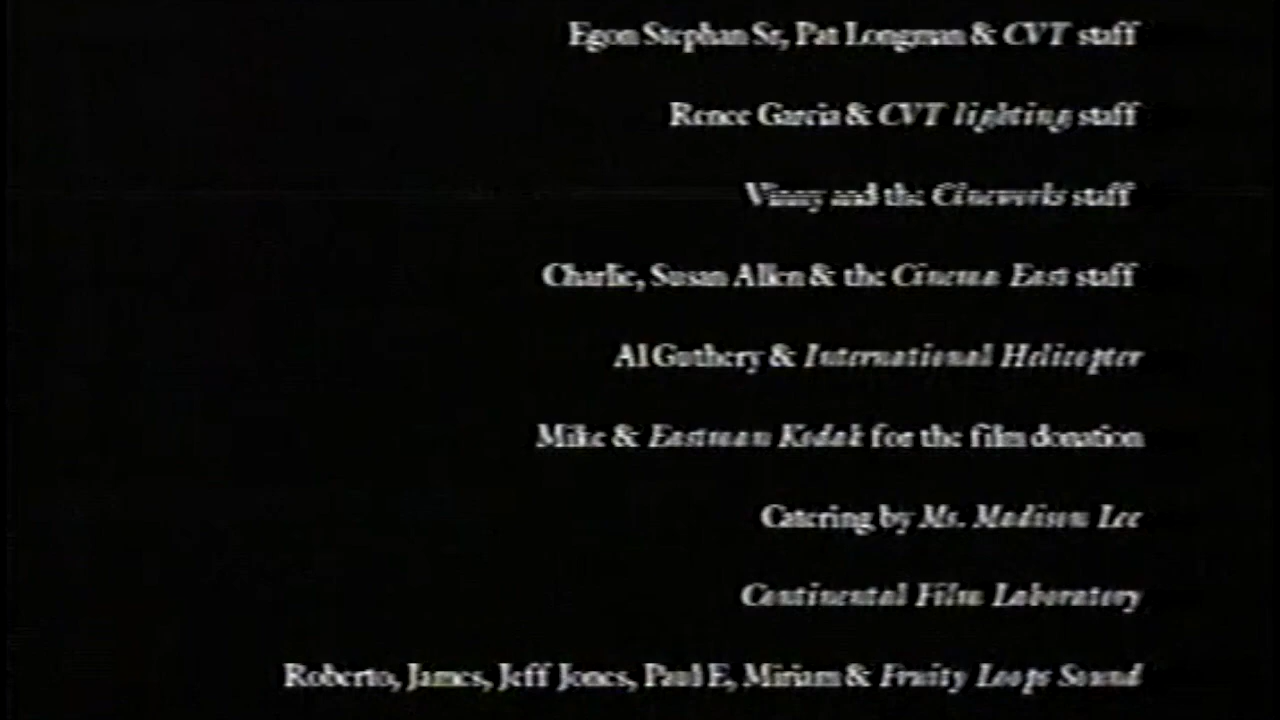 Egon Stephan Sr, Pat Longman & CVT staff
Renee Garcia & CVT lighting staff
Vinny and the Cineworks staff
Charlie, Susan Allen & the Cinema East staff
Al Guthery & International Helicopter
Mike & Eastman Kodak for the film donation
Catering by Ms. Madison Lee
Continental Film Laboratory
Roberto, James, Jeff Jones, Paul E, Miriam & Fruity Loops Sound